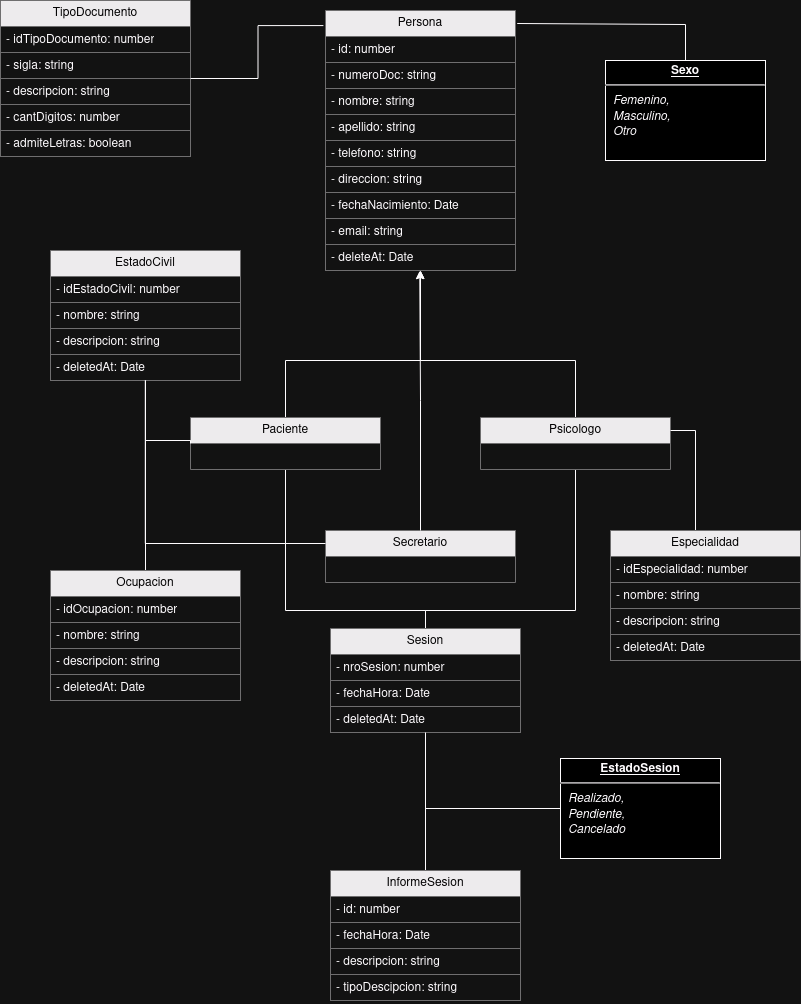 TipoDocumento
- idTipoDocumento: number
- sigla: string
- descripcion: string
- cantDigitos: number
- admiteLetras: boolean
Persona
- id: number
- numeroDoc: string
- nombre: string
- apellido: string
- telefono: string
- direccion: string
- fechaNacimiento: Date
- email: string
- deleteAt: Date
Sexo
Femenino,
Masculino,
Otro
EstadoCivil
- idEstadoCivil: number
- nombre: string
- descripcion: string
- deletedAt: Date
Paciente
Psicologo
Secretario
Especialidad
- idEspecialidad: number
- nombre: string
- descripcion: string
- deletedAt: Date
Ocupacion
- idOcupacion: number
- nombre: string
- descripcion: string
- deletedAt: Date
Sesion
- nroSesion: number
- fechaHora: Date
- deletedAt: Date
EstadoSesion
Realizado,
Pendiente,
Cancelado
InformeSesion
- id: number
- fechaHora: Date
- descripcion: string
- tipoDescipcion: string